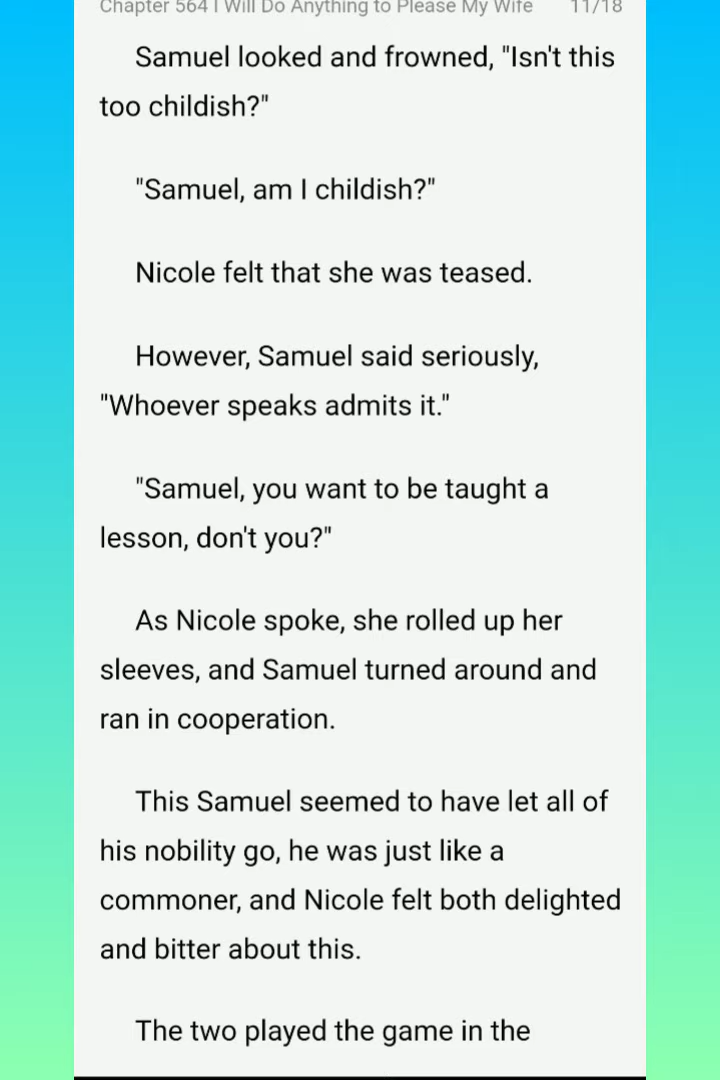 Chapter 564 I Will Do Anything to Please My Wife 11/18
Samuel looked and frowned, "Isn't this
too childish?"
"Samuel, am I childish?"
Nicole felt that she was teased.
However, Samuel said seriously,
"Whoever speaks admits it."
"Samuel, you want to be taught a
lesson, don't you?"
As Nicole spoke, she rolled up her
sleeves, and Samuel turned around and
ran in cooperation.
This Samuel seemed to have let all of
his nobility go, he was just like a
commoner, and Nicole felt both delighted
and bitter about this.
The two played the game in the